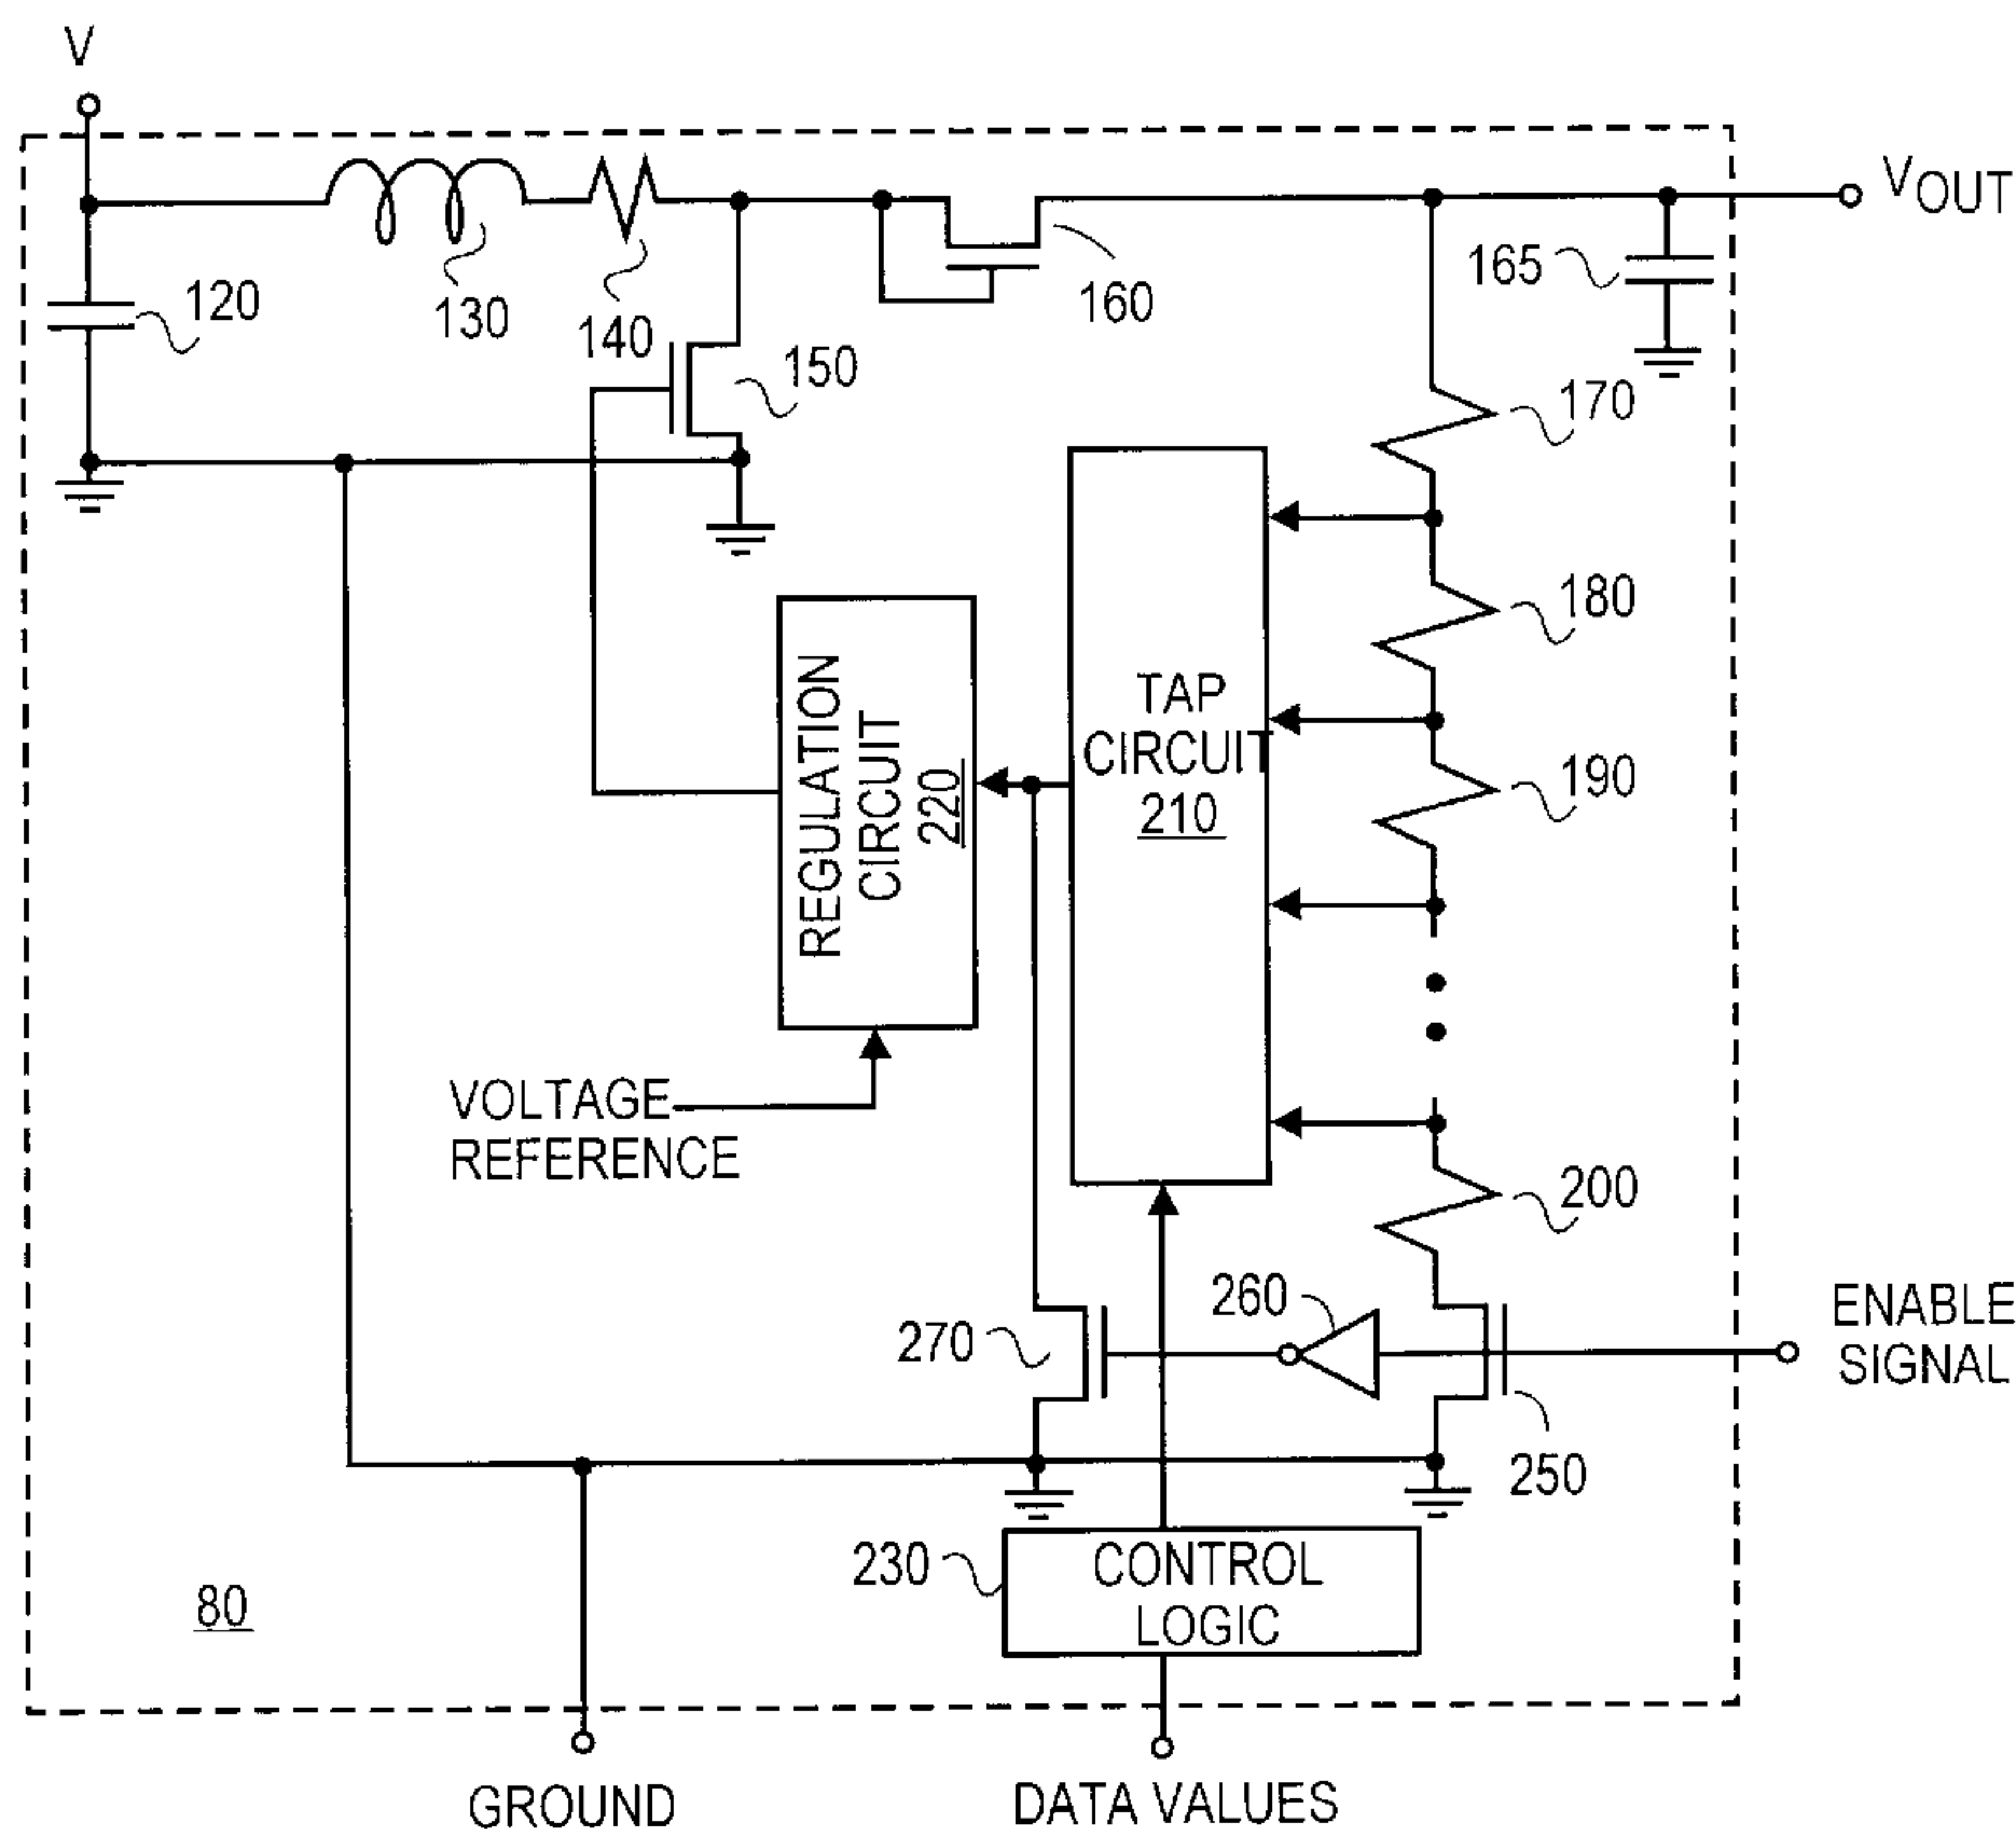 V
V OUT
120
130
140
150
160
165
170
180
190
REGULATION
CIRCUIT
220
TAP
CIRCUIT
210
VOLTAGE
REFERENCE
200
260
270
ENABLE
SIGNAL
250
230
CONTROL
LOGIC
80
GROUND
DATA VALUES